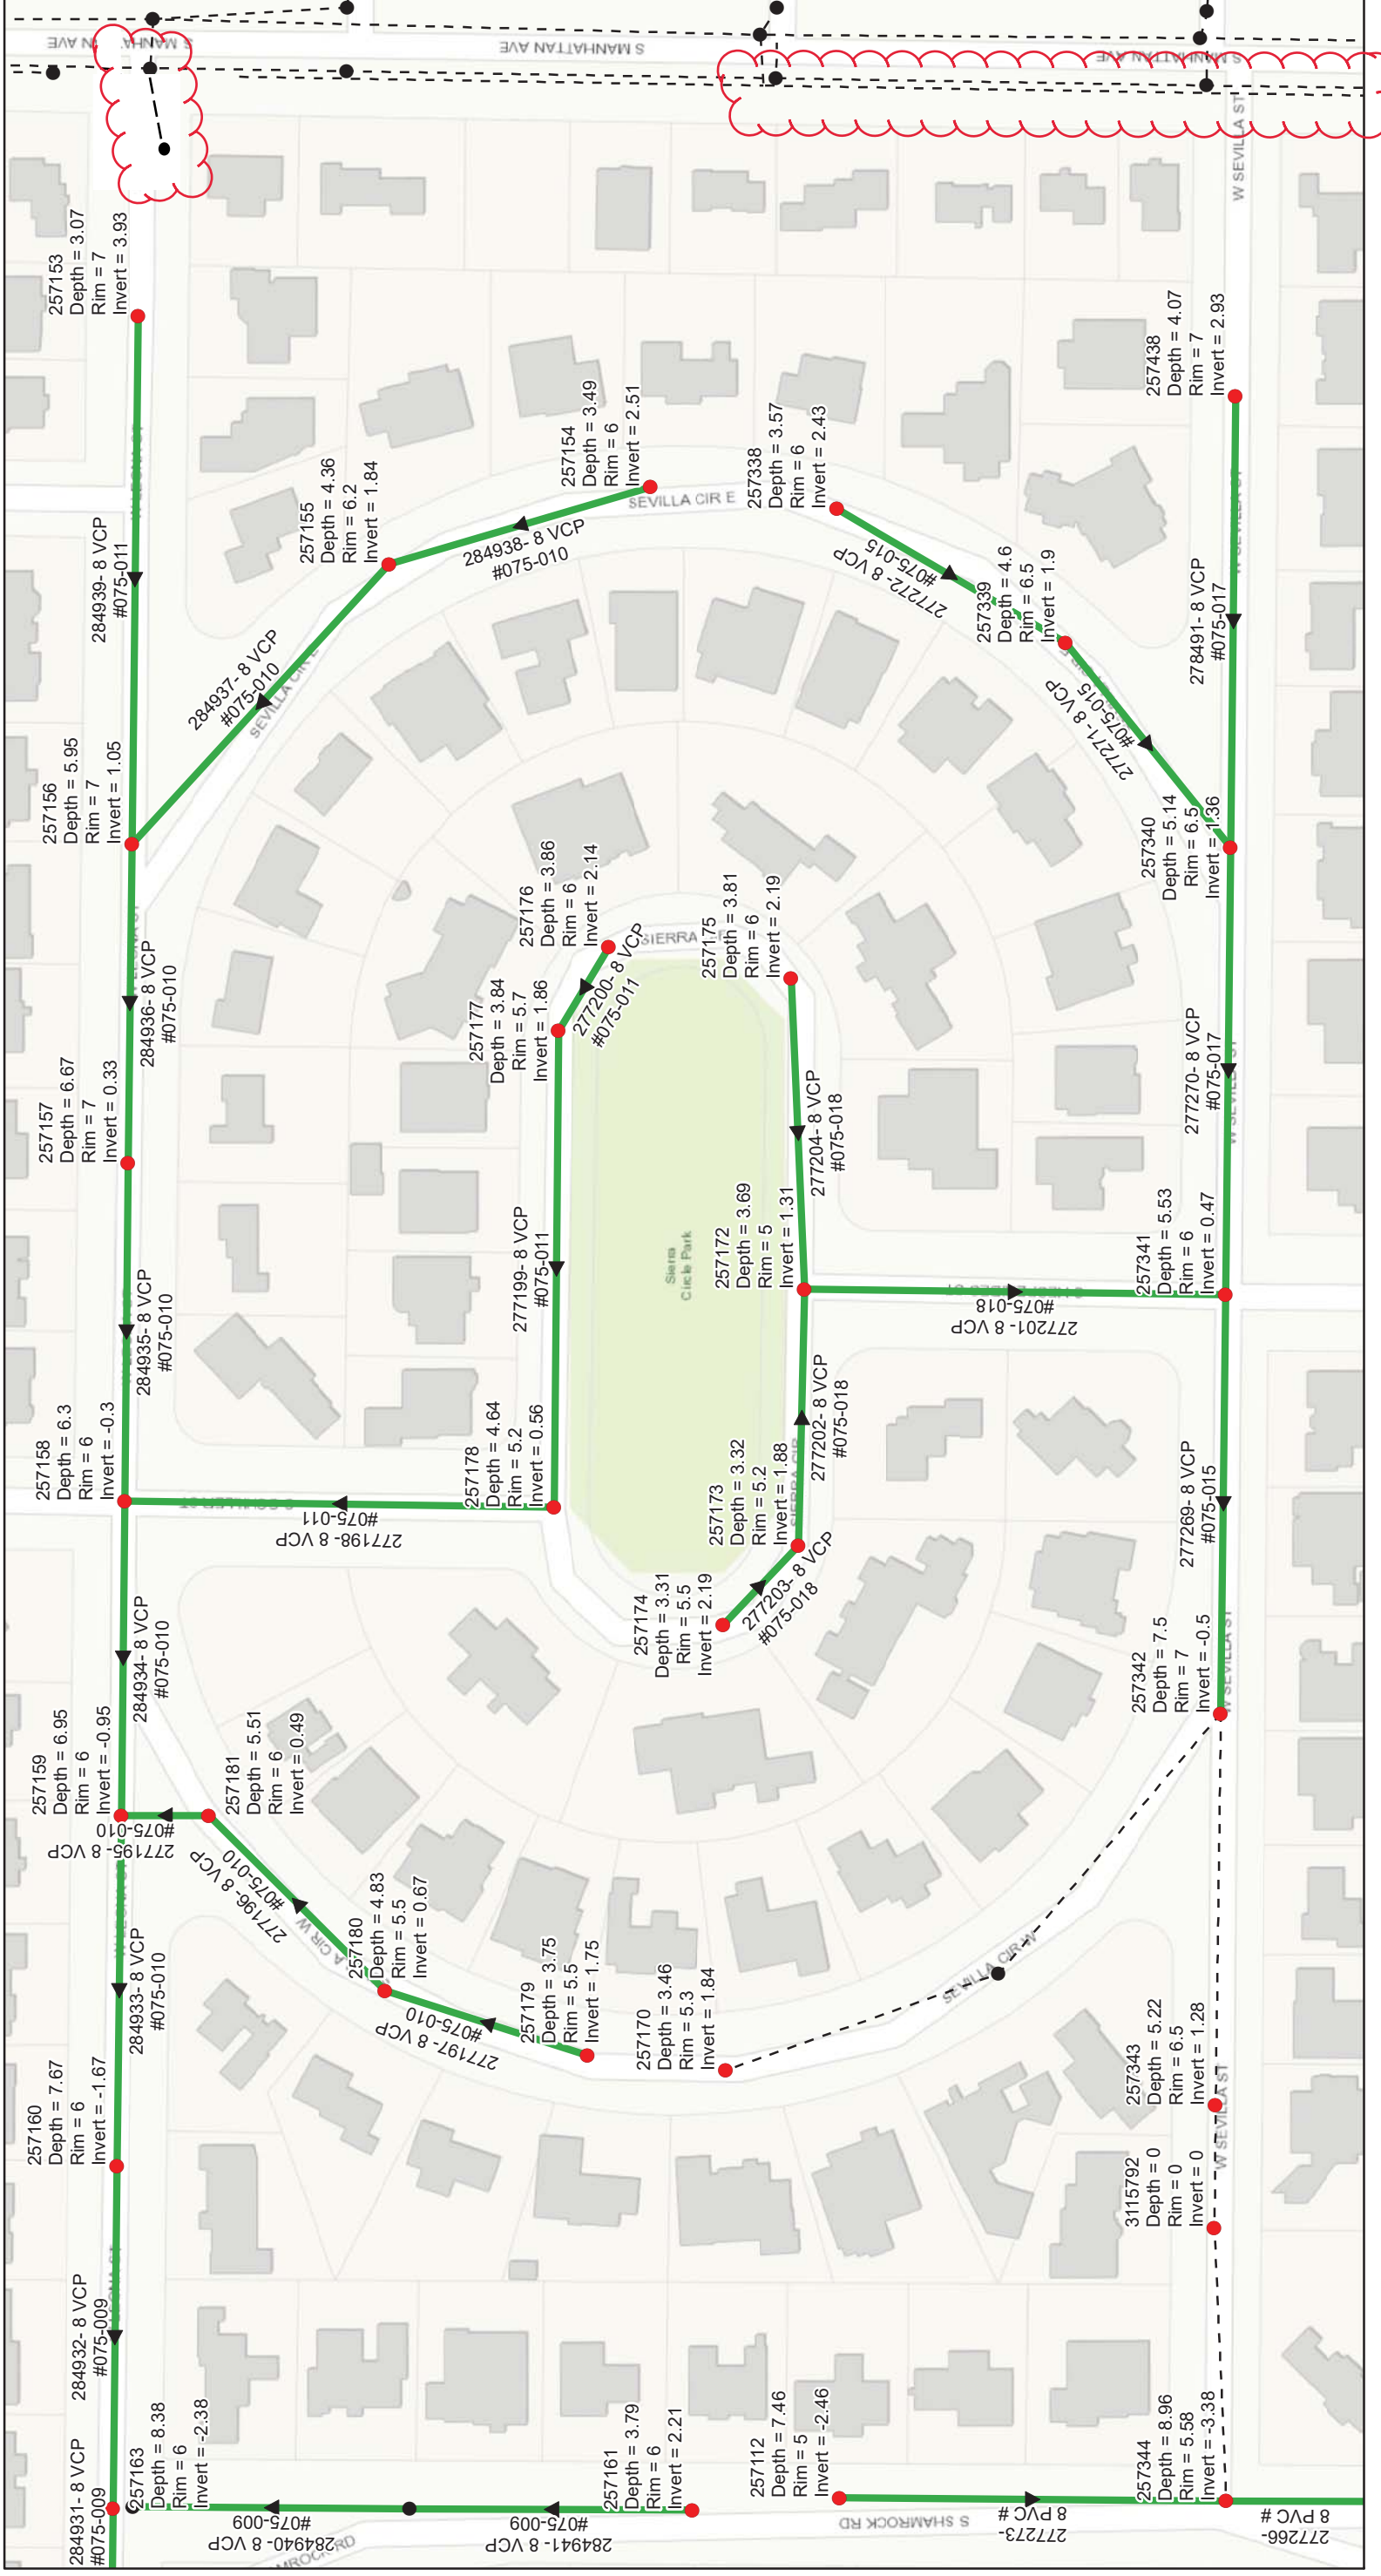 S MANHATTAN AVE
S MANHATTAN AVE
W SEVILLA ST
257153
Depth = 3.07
Rim = 7
Invert = 3.93
257438
Depth = 4.07
Rim = 7
Invert = 2.93
257154
Depth = 3.49
Rim = 6
Invert = 2.51
257338
Depth = 3.57
Rim = 6
Invert = 2.43
257155
Depth = 4.36
Rim = 6.2
Invert = 1.84
SEVILLA CIR E
284939- 8 VCP
#075-011
284938- 8 VCP
#075-010
277272- 8 VCP
#075-015
257339
Depth = 4.6
Rim = 6.5
Invert = 1.9
278491- 8 VCP
#075-017
284937- 8 VCP
#075-010
SEVILLA CIR E
277271- 8 VCP
#075-015
257156
Depth = 5.95
Rim = 7
Invert = 1.05
257340
Depth = 5.14
Rim = 6.5
Invert = 1.36
257176
Depth = 3.86
Rim = 6
Invert = 2.14
257175
Depth = 3.81
Rim = 6
Invert = 2.19
SIERRA
284936- 8 VCP
#075-010
257177
Depth = 3.84
Rim = 5.7
Invert = 1.86
277200- 8 VCP
#075-011
277204- 8 VCP
#075-018
277270- 8 VCP
#075-017
W SEVILLA ST
257157
Depth = 6.67
Rim = 7
Invert = 0.33
284935- 8 VCP
#075-010
277199- 8 VCP
#075-011
Sierra
Circle Park
257172
Depth = 3.69
Rim = 5
Invert = 1.31
277201- 8 VCP
#075-018
257341
Depth = 5.53
Rim = 6
Invert = 0.47
257158
Depth = 6.3
Rim = 6
Invert = -0.3
277198- 8 VCP
#075-011
257178
Depth = 4.64
Rim = 5.2
Invert = 0.56
257173
Depth = 3.32
Rim = 5.2
Invert = 1.88
277202- 8 VCP
#075-018
SIERRA CIR
277269- 8 VCP
#075-015
284934- 8 VCP
#075-010
257174
Depth = 3.31
Rim = 5.5
Invert = 2.19
277203- 8 VCP
#075-018
257342
Depth = 7.5
Rim = 7
Invert = -0.5
W SEVILLA ST
257159
Depth = 6.95
Rim = 6
Invert = -0.95
277195- 8 VCP
#075-010
257181
Depth = 5.51
Rim = 6
Invert = 0.49
277196- 8 VCP
#075-010
284933- 8 VCP
#075-010
257180
Depth = 4.83
Rim = 5.5
Invert = 0.67
277197- 8 VCP
#075-010
257179
Depth = 3.75
Rim = 5.5
Invert = 1.75
257170
Depth = 3.46
Rim = 5.3
Invert = 1.84
SEVILLA CIR W
257343
Depth = 5.22
Rim = 6.5
Invert = 1.28
W SEVILLA ST
257160
Depth = 7.67
Rim = 6
Invert = -1.67
3115792
Depth = 0
Rim = 0
Invert = 0
284932- 8 VCP
#075-009
284931- 8 VCP
#075-009
257163
Depth = 8.38
Rim = 6
Invert = -2.38
284940- 8 VCP
#075-009
284941- 8 VCP
#075-009
257161
Depth = 3.79
Rim = 6
Invert = 2.21
257112
Depth = 7.46
Rim = 5
Invert = -2.46
S SHAMROCK RD
277273-
8 PVC #
257344
Depth = 8.96
Rim = 5.58
Invert = -3.38
277266-
8 PVC #